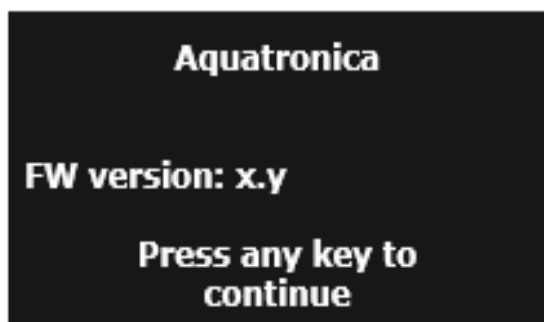 Aquatronica
FW version: x.y
Press any key to
continue